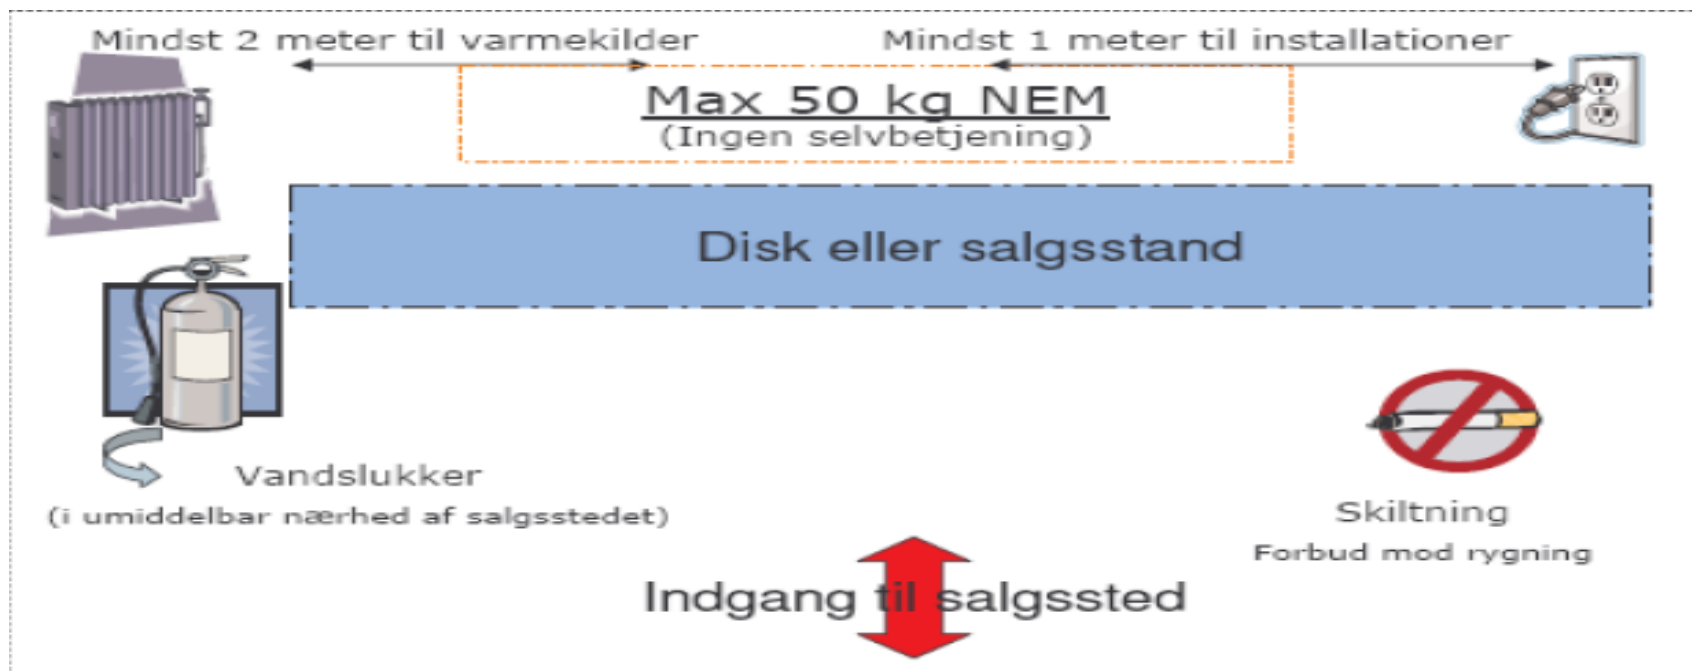 Mindst 2 meter til varmekilder
Mindst 1 meter til installationer
Max 50 kg NEM
(Ingen selvbetjening)
Disk eller salgsstand
Vandslukker
(i umiddelbar nærhed af salgsstedet)
Skiltning
Forbud mod rygning
Indgang til salgssted